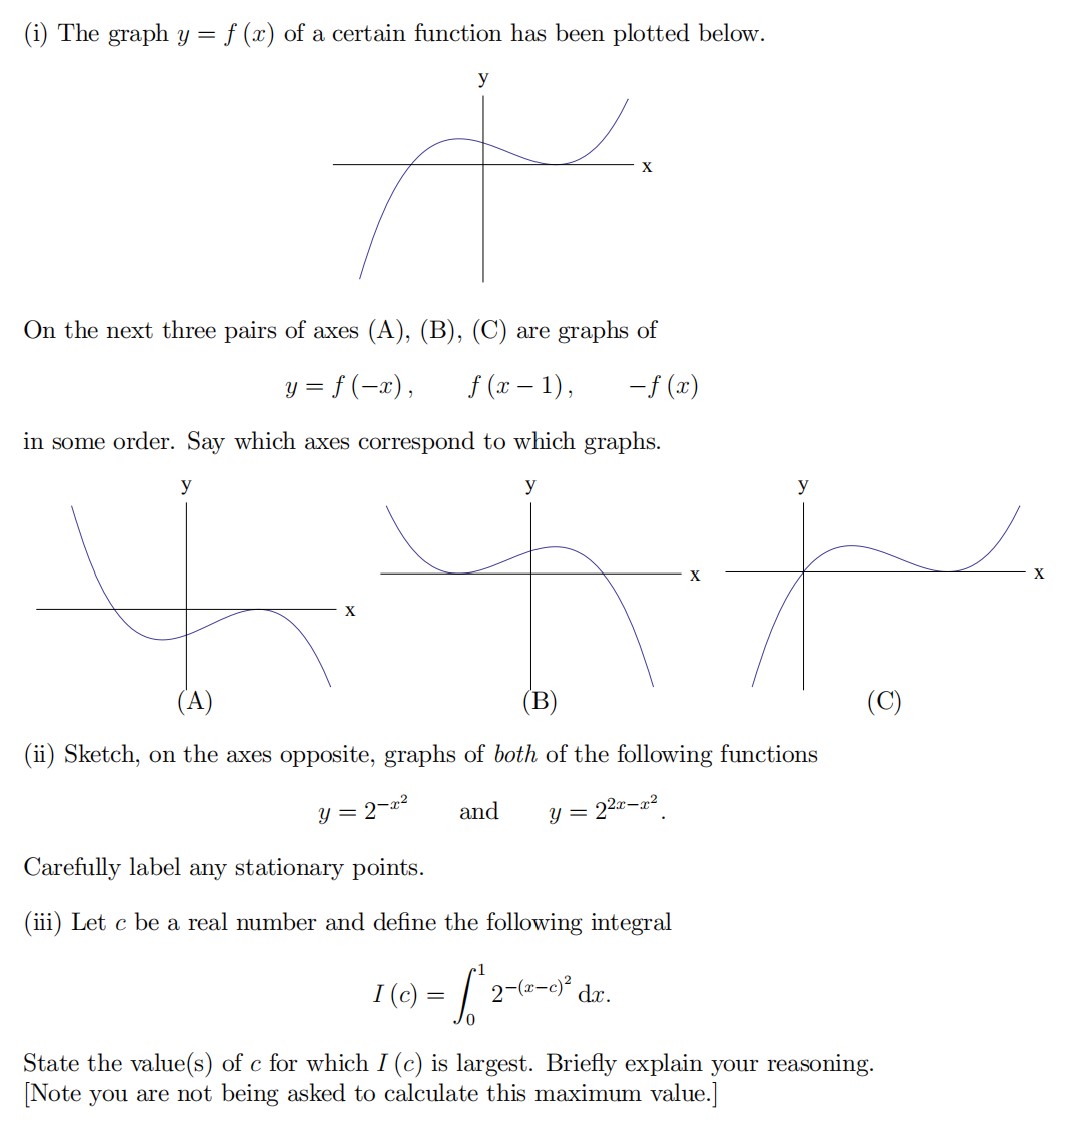 (i) The graph y = f (x) of a certain function has been plotted below.
y
x
On the next three pairs of axes (A), (B), (C) are graphs of
y = f (−x) , f (x − 1) , −f (x)
in some order. Say which axes correspond to which graphs.
y y y
x x x
(A) (B) (C)
(ii) Sketch, on the axes opposite, graphs of both of the following functions
y = 2^{−x^2} and y = 2^{2x−x^2}.
Carefully label any stationary points.
(iii) Let c be a real number and define the following integral
I (c) = ∫_0^1 2^{−(x−c)^2} dx.
State the value(s) of c for which I (c) is largest. Briefly explain your reasoning.
[Note you are not being asked to calculate this maximum value.]